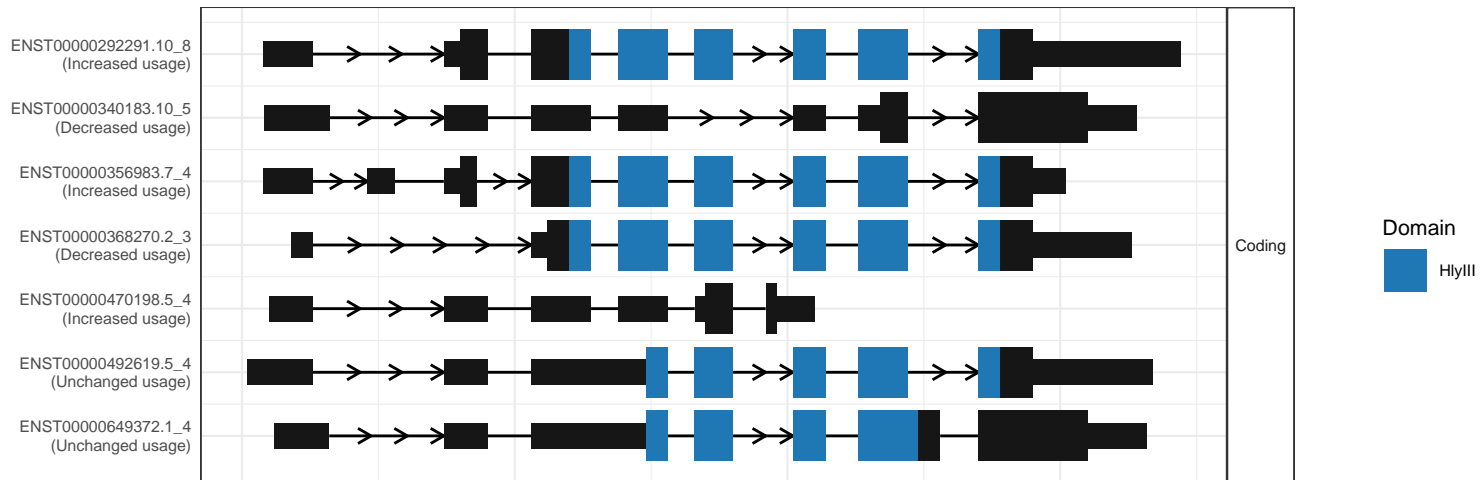 ENST00000292291.10_8
(Increased usage)
ENST00000340183.10_5
(Decreased usage)
ENST00000356983.7_4
(Increased usage)
ENST00000368270.2_3
(Decreased usage)
ENST00000470198.5_4
(Increased usage)
ENST00000492619.5_4
(Unchanged usage)
ENST00000649372.1_4
(Unchanged usage)
Coding
Domain
HlyIII